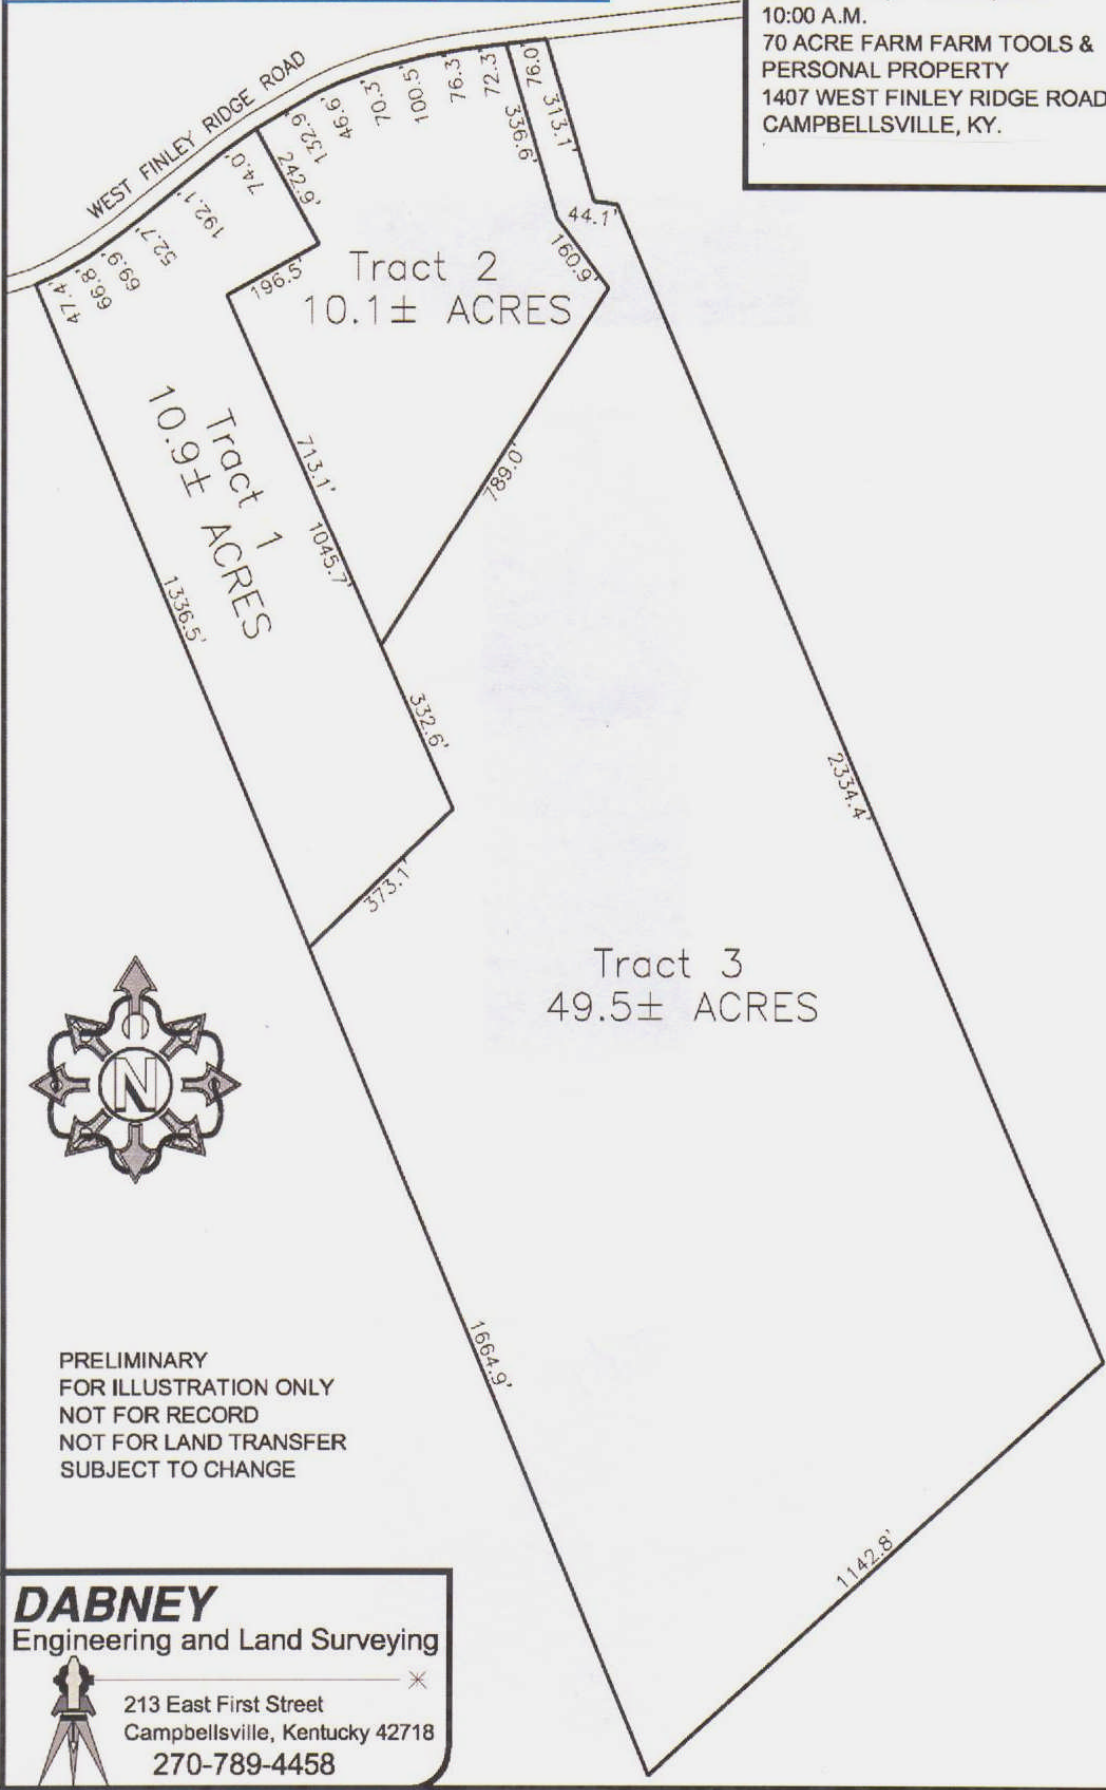 10:00 A.M.
70 ACRE FARM FARM TOOLS &
PERSONAL PROPERTY
1407 WEST FINLEY RIDGE ROAD
CAMPBELLSVILLE, KY.
WEST FINLEY RIDGE ROAD
47.4'
66.8'
69.9'
52.7'
192.1'
74.0'
242.9'
132.9'
46.6'
70.3'
100.5'
76.3'
72.3'
336.6'
76.0'
313.1'
44.1'
160.9'
196.5'
Tract 2
10.1± ACRES
Tract 1
10.9± ACRES
713.1'
1045.7'
789.0'
1336.5'
332.6'
373.1'
2334.4'
Tract 3
49.5± ACRES
N
1664.9'
1142.8'
PRELIMINARY
FOR ILLUSTRATION ONLY
NOT FOR RECORD
NOT FOR LAND TRANSFER
SUBJECT TO CHANGE
DABNEY
Engineering and Land Surveying
213 East First Street
Campbellsville, Kentucky 42718
270-789-4458